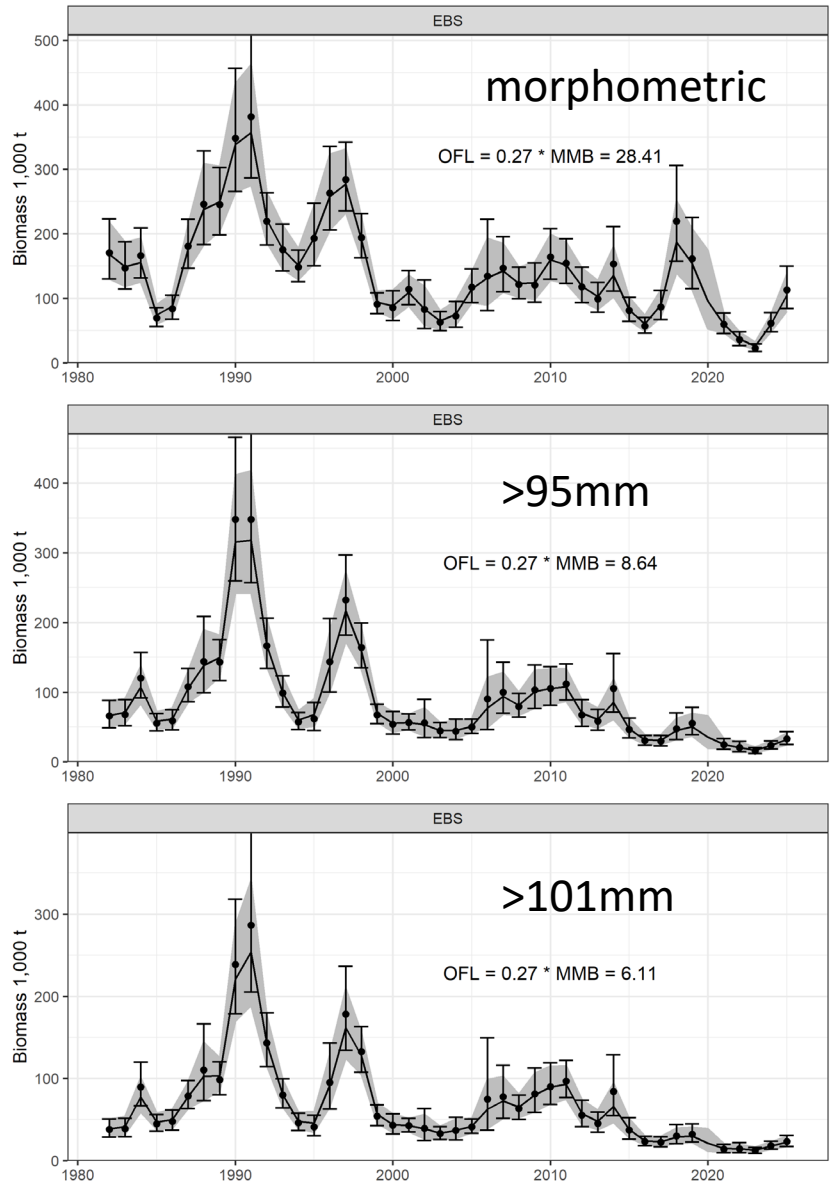 EBS
morphometric
OFL = 0.27 * MMB = 28.41
Biomass 1,000 t
500
400
300
200
100
0
1980
1990
2000
2010
2020
EBS
>95mm
OFL = 0.27 * MMB = 8.64
Biomass 1,000 t
400
300
200
100
0
1980
1990
2000
2010
2020
EBS
>101mm
OFL = 0.27 * MMB = 6.11
Biomass 1,000 t
300
200
100
0
1980
1990
2000
2010
2020